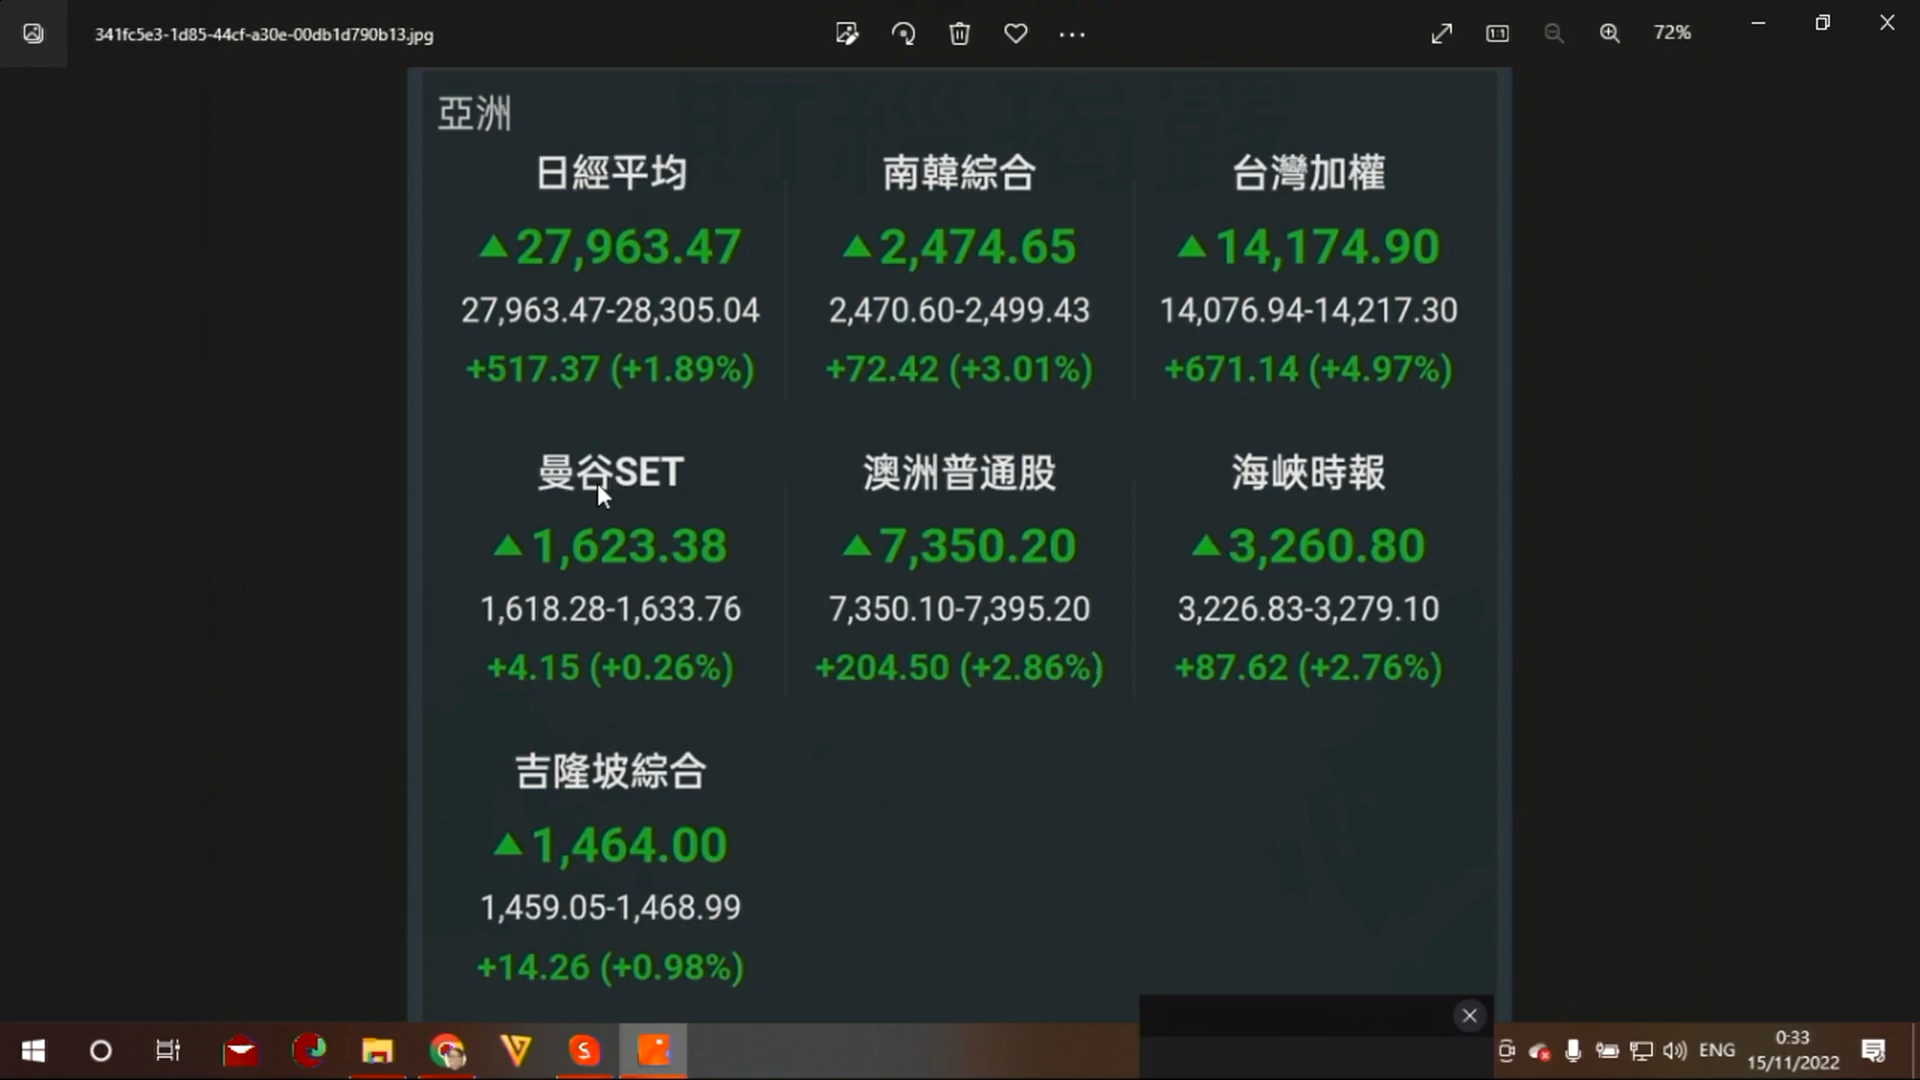 341fc5e3-1d85-44cf-a30e-00db1d790b13.jpg
72%
財經揭露
亞洲
日經平均
▲27,963.47
27,963.47-28,305.04
+517.37 (+1.89%)
南韓綜合
▲2,474.65
2,470.60-2,499.43
+72.42 (+3.01%)
台灣加權
▲14,174.90
14,076.94-14,217.30
+671.14 (+4.97%)
曼谷SET
▲1,623.38
1,618.28-1,633.76
+4.15 (+0.26%)
澳洲普通股
▲7,350.20
7,350.10-7,395.20
+204.50 (+2.86%)
海峽時報
▲3,260.80
3,226.83-3,279.10
+87.62 (+2.76%)
吉隆坡綜合
▲1,464.00
1,459.05-1,468.99
+14.26 (+0.98%)
ENG
0:33
15/11/2022